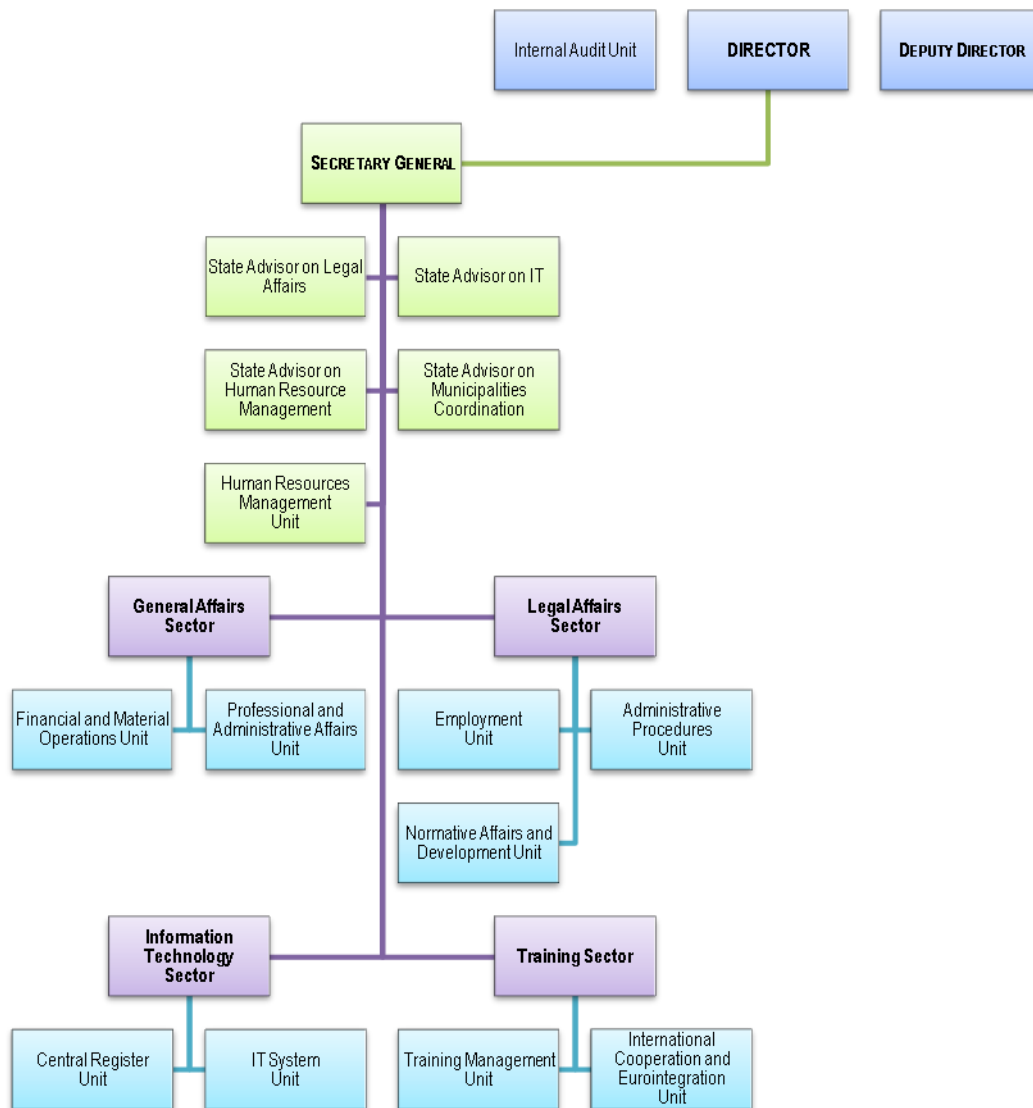 Internal Audit Unit
DIRECTOR
DEPUTY DIRECTOR
SECRETARY GENERAL
State Advisor on Legal
Affairs
State Advisor on IT
State Advisor on
Human Resource
Management
State Advisor on
Municipalities
Coordination
Human Resources
Management
Unit
General Affairs
Sector
Legal Affairs
Sector
Financial and Material
Operations Unit
Professional and
Administrative Affairs
Unit
Employment
Unit
Administrative
Procedures
Unit
Normative Affairs and
Development Unit
Information
Technology
Sector
Training Sector
Central Register
Unit
IT System
Unit
Training Management
Unit
International
Cooperation and
Eurointegration
Unit